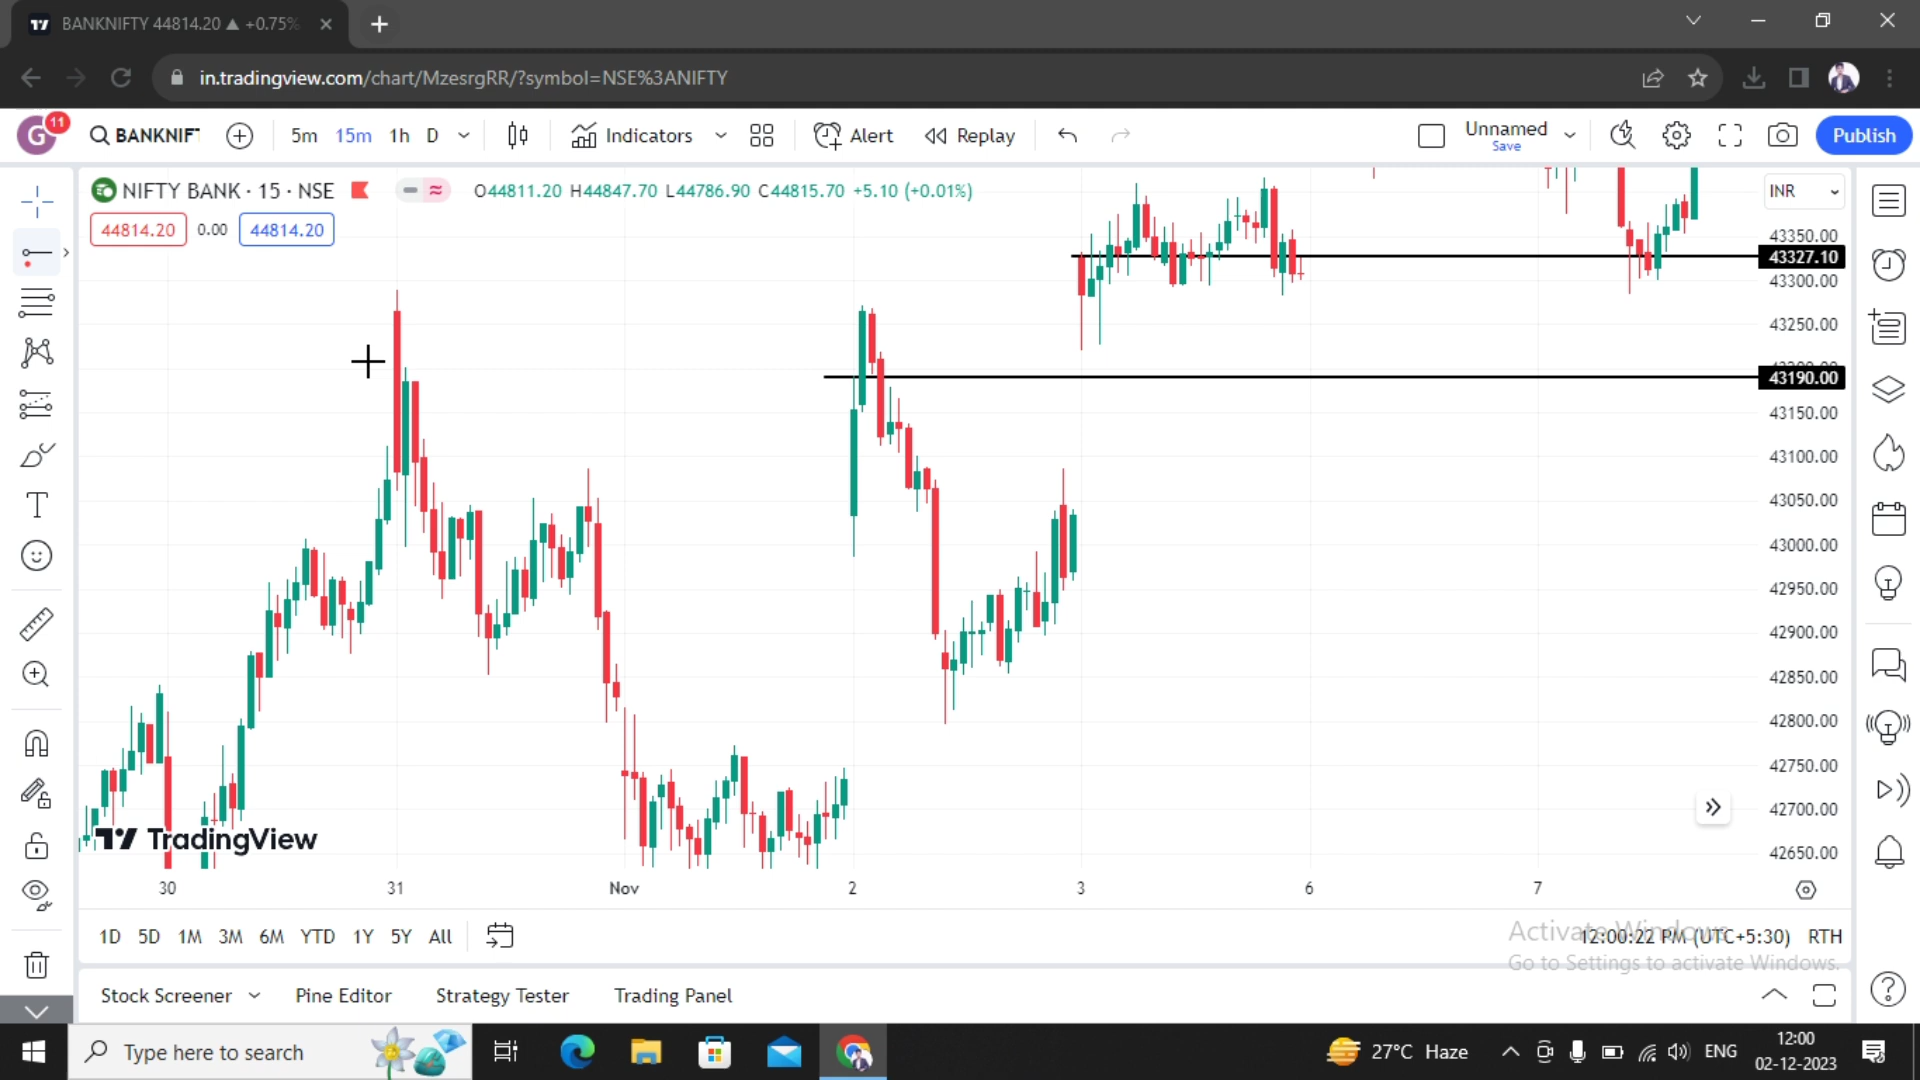 BANKNIFTY 44814.20 ▲ +0.75%
in.tradingview.com/chart/MzesrgRR/?symbol=NSE%3ANIFTY
G 11 BANKNIF 5m 15m 1h D Indicators Alert Replay Unnamed Save Publish
NIFTY BANK · 15 · NSE O44811.20 H44847.70 L44786.90 C44815.70 +5.10 (+0.01%) INR
44814.20 0.00 44814.20
43350.00
43327.10
43300.00
43250.00
43190.00
43150.00
43100.00
43050.00
43000.00
42950.00
42900.00
42850.00
42800.00
42750.00
42700.00
42650.00
TradingView
30 31 Nov 2 3 6 7
1D 5D 1M 3M 6M YTD 1Y 5Y All 12:00:22 PM (UTC+5:30) RTH
Activate Windows
Go to Settings to activate Windows.
Stock Screener Pine Editor Strategy Tester Trading Panel
Type here to search 27°C Haze ENG 12:00
02-12-2023